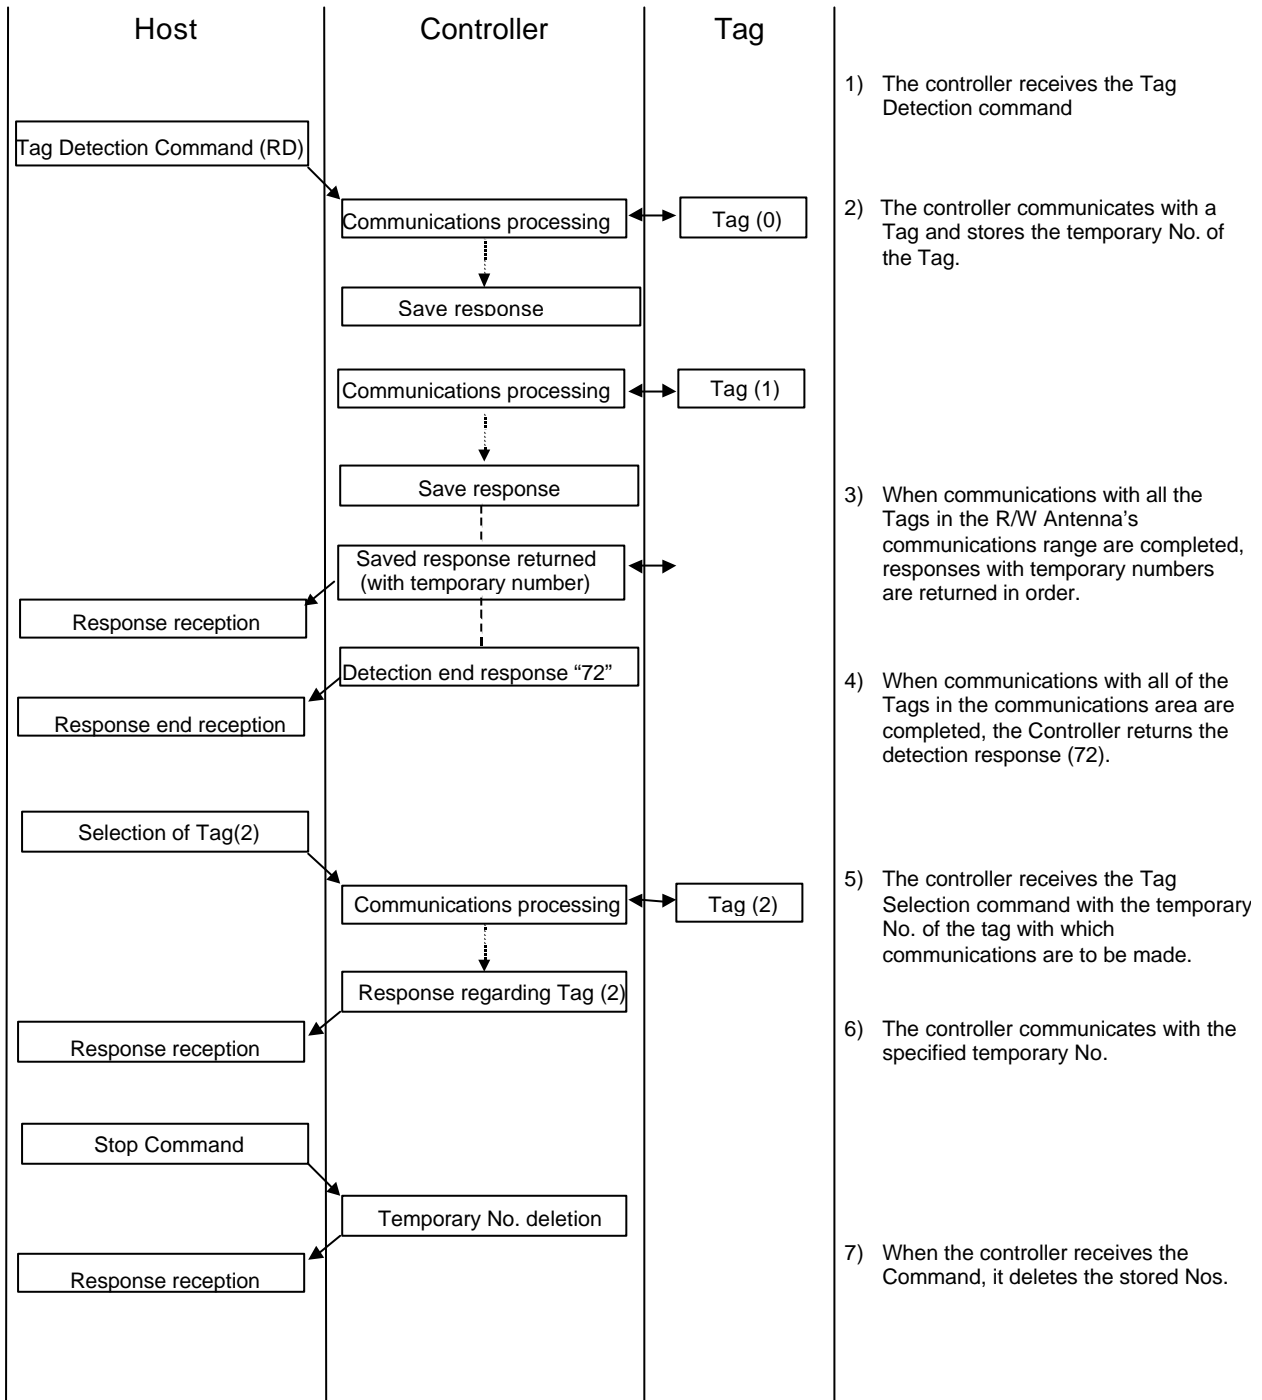 Host
Controller
Tag
Tag Detection Command (RD)
Communications processing
Tag (0)
Save response
Communications processing
Tag (1)
Save response
Saved response returned
(with temporary number)
Response reception
Detection end response “72”
Response end reception
Selection of Tag(2)
Communications processing
Tag (2)
Response regarding Tag (2)
Response reception
Stop Command
Temporary No. deletion
Response reception
1) The controller receives the Tag
Detection command
2) The controller communicates with a
Tag and stores the temporary No. of
the Tag.
3) When communications with all the
Tags in the R/W Antenna’s
communications range are completed,
responses with temporary numbers
are returned in order.
4) When communications with all of the
Tags in the communications area are
completed, the Controller returns the
detection response (72).
5) The controller receives the Tag
Selection command with the temporary
No. of the tag with which
communications are to be made.
6) The controller communicates with the
specified temporary No.
7) When the controller receives the
Command, it deletes the stored Nos.